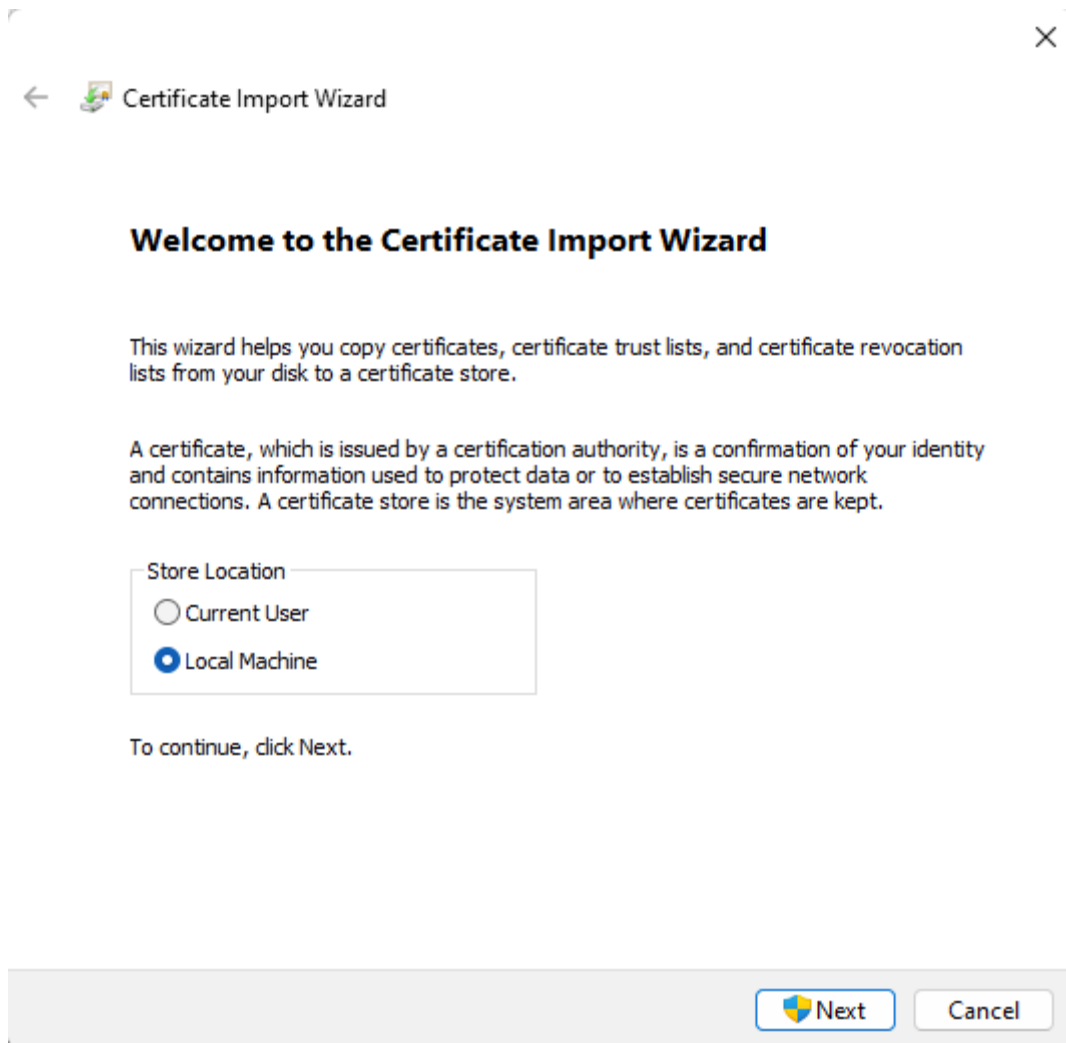 Certificate Import Wizard
Welcome to the Certificate Import Wizard
This wizard helps you copy certificates, certificate trust lists, and certificate revocation
lists from your disk to a certificate store.
A certificate, which is issued by a certification authority, is a confirmation of your identity
and contains information used to protect data or to establish secure network
connections. A certificate store is the system area where certificates are kept.
Store Location
Current User
Local Machine
To continue, click Next.
Next
Cancel